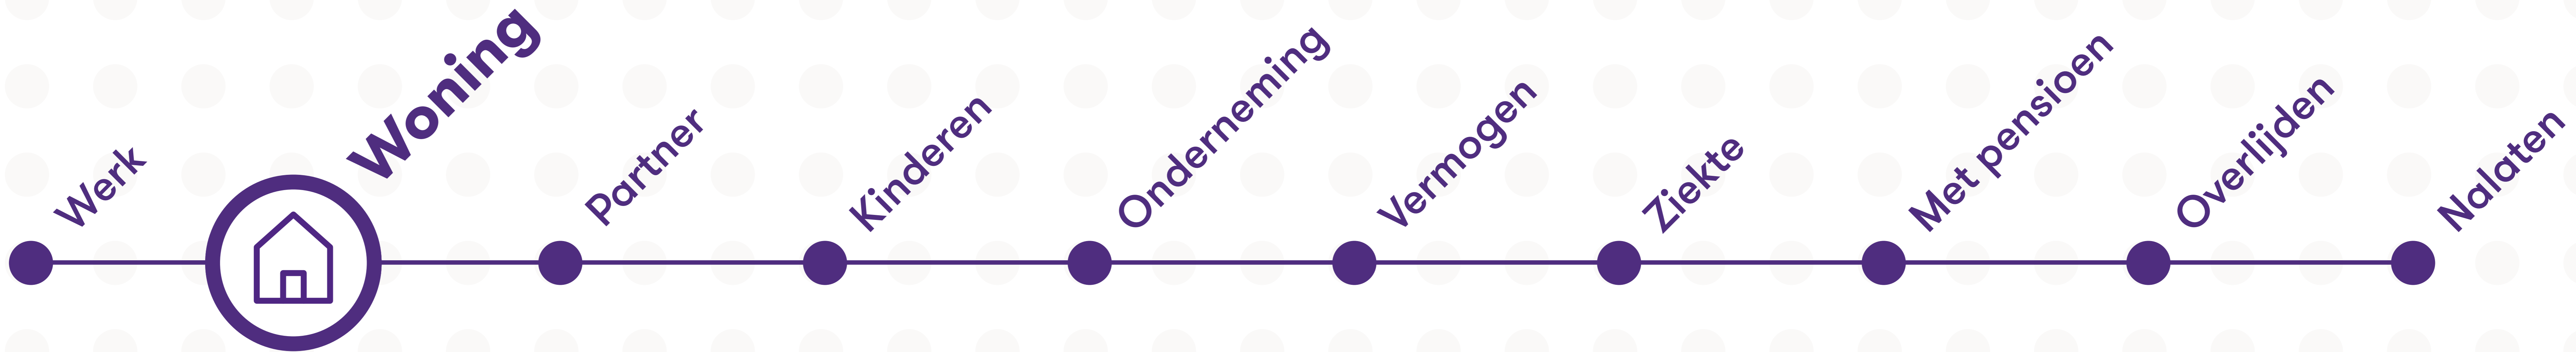 Werk
Woning
Partner
Kinderen
Onderneming
Vermogen
Ziekte
Met pensioen
Overlijden
Nalaten